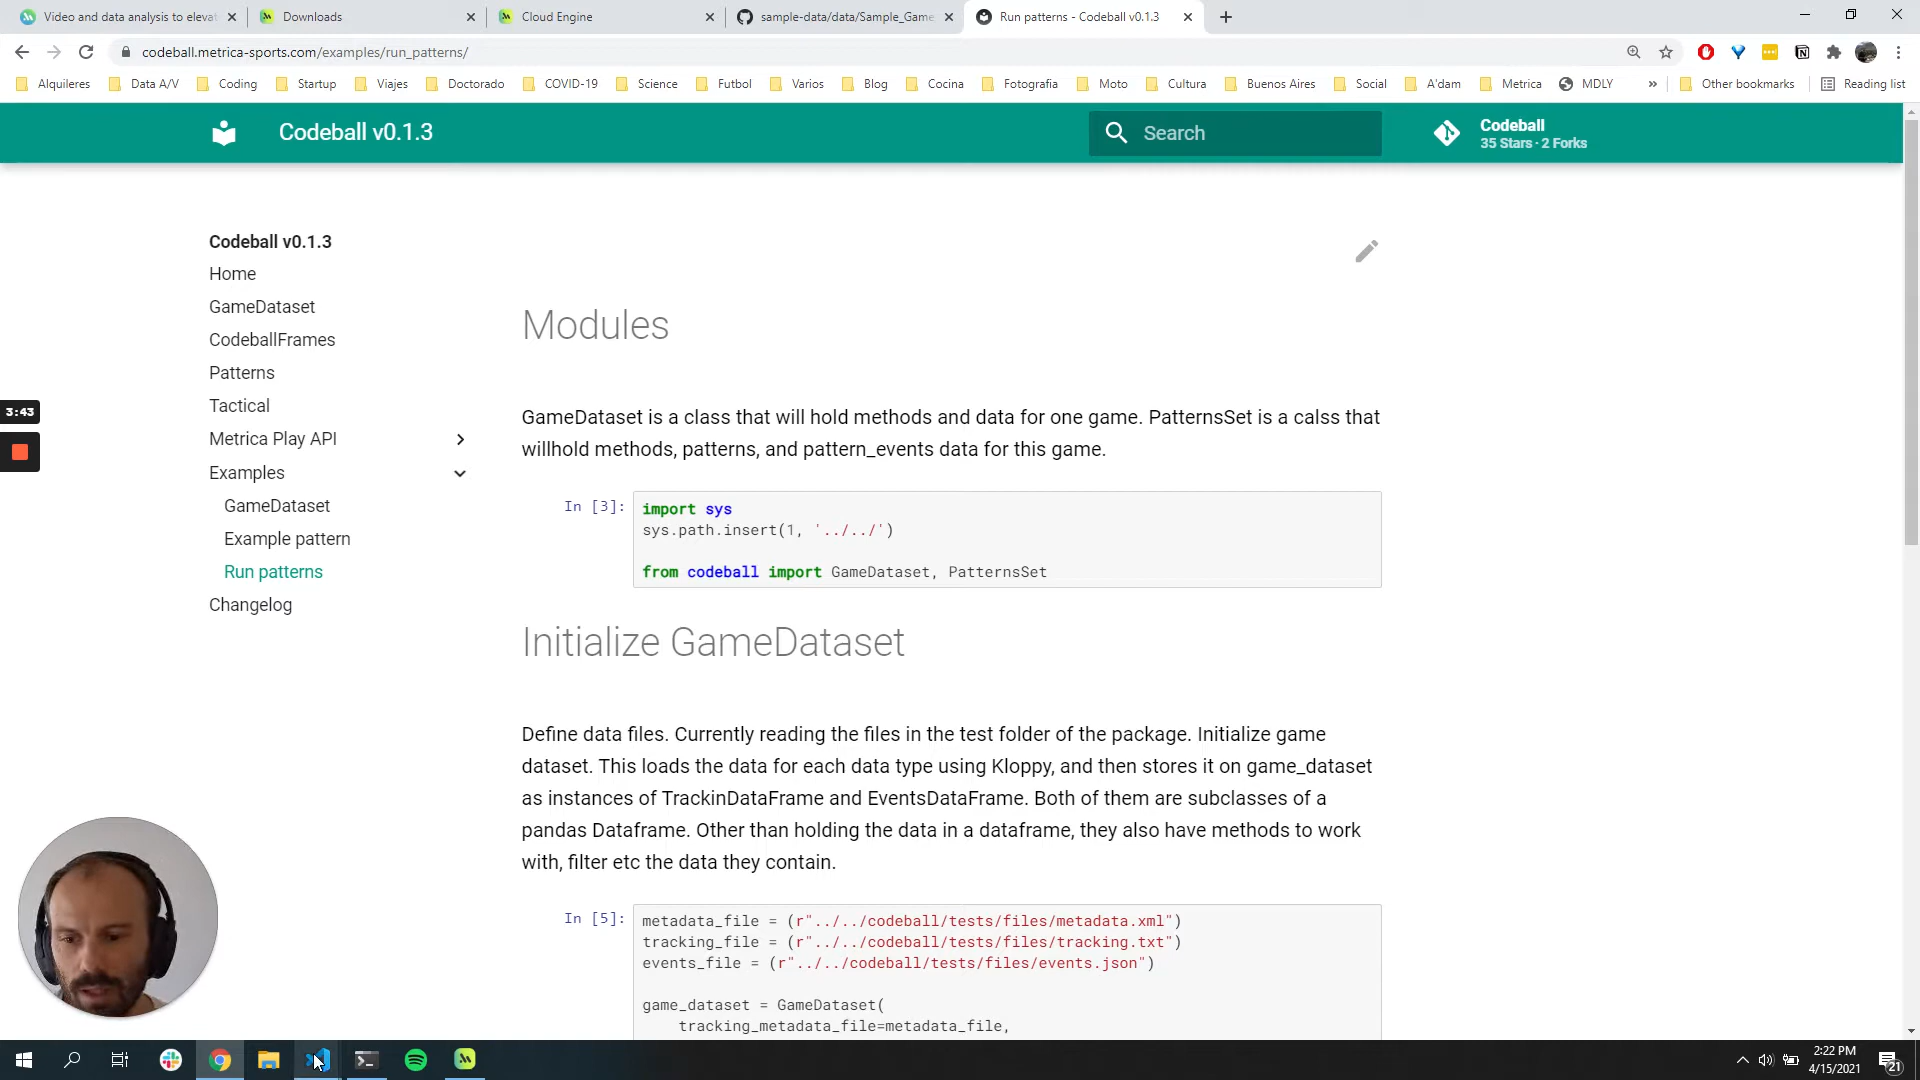 Video and data analysis to eleva
Downloads
Cloud Engine
sample-data/data/Sample_Game
Run patterns - Codeball v0.1.3
codeball.metrica-sports.com/examples/run_patterns/
Alquileres
Data A/V
Coding
Startup
Viajes
Doctorado
COVID-19
Science
Futbol
Varios
Blog
Cocina
Fotografia
Moto
Cultura
Buenos Aires
Social
A'dam
Metrica
MDLY
»
Other bookmarks
Reading list
Codeball v0.1.3
Search
Codeball
35 Stars · 2 Forks
Codeball v0.1.3
Home
GameDataset
CodeballFrames
Patterns
Tactical
Metrica Play API
Examples
GameDataset
Example pattern
Run patterns
Changelog
3:43
Modules
GameDataset is a class that will hold methods and data for one game. PatternsSet is a calss that
willhold methods, patterns, and pattern_events data for this game.
In [3]:
import sys
sys.path.insert(1, '../../')
from codeball import GameDataset, PatternsSet
Initialize GameDataset
Define data files. Currently reading the files in the test folder of the package. Initialize game
dataset. This loads the data for each data type using Kloppy, and then stores it on game_dataset
as instances of TrackinDataFrame and EventsDataFrame. Both of them are subclasses of a
pandas Dataframe. Other than holding the data in a dataframe, they also have methods to work
with, filter etc the data they contain.
In [5]:
metadata_file = (r"../../codeball/tests/files/metadata.xml")
tracking_file = (r"../../codeball/tests/files/tracking.txt")
events_file = (r"../../codeball/tests/files/events.json")
game_dataset = GameDataset(
tracking_metadata_file=metadata_file,
2:22 PM
4/15/2021
21